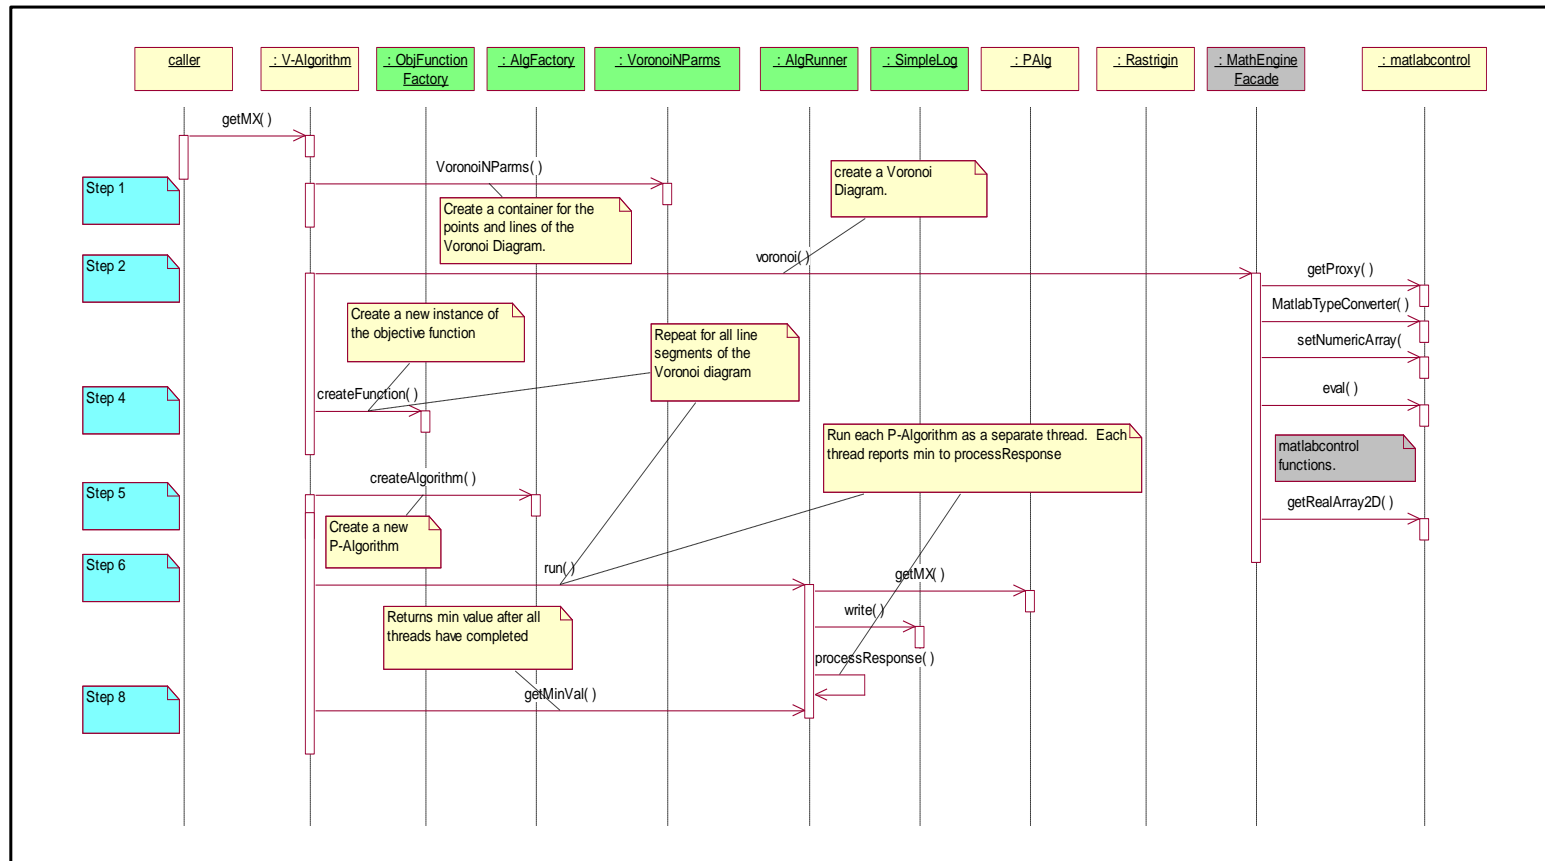 caller
: V-Algorithm
: ObjFunction
Factory
: AlgFactory
: VoronoiNParms
: AlgRunner
: SimpleLog
: PAlg
: Rastrigin
: MathEngine
Facade
: matlabcontrol
getMX( )
Step 1
VoronoiNParms( )
create a Voronoi
Diagram.
Create a container for the
points and lines of the
Voronoi Diagram.
Step 2
voronoi( )
getProxy( )
MatlabTypeConverter(
setNumericArray(
Create a new instance of
the objective function
Repeat for all line
segments of the
Voronoi diagram
Step 4
createFunction( )
eval( )
Run each P-Algorithm as a separate thread.  Each
thread reports min to processResponse
matlabcontrol
functions.
Step 5
createAlgorithm( )
getRealArray2D( )
Create a new
P-Algorithm
Step 6
run( )
getMX( )
write( )
Returns min value after all
threads have completed
processResponse( )
Step 8
getMinVal( )